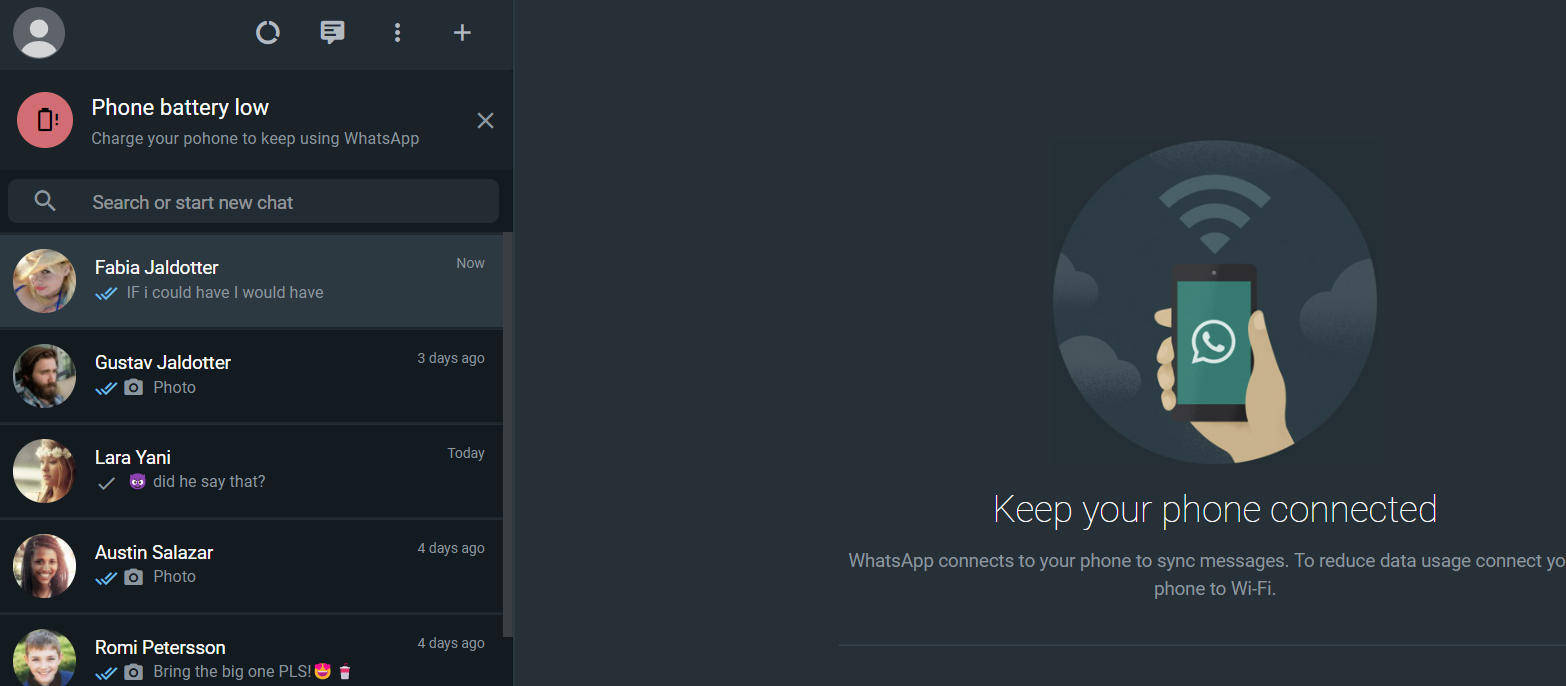 Phone battery low
Charge your pohone to keep using WhatsApp
Search or start new chat
Fabia Jaldotter
Now
IF i could have I would have
Gustav Jaldotter
3 days ago
Photo
Lara Yani
Today
😈 did he say that?
Austin Salazar
4 days ago
Photo
Romi Petersson
4 days ago
Bring the big one PLS!😍 🥤
Keep your phone connected
WhatsApp connects to your phone to sync messages. To reduce data usage connect yo
phone to Wi-Fi.